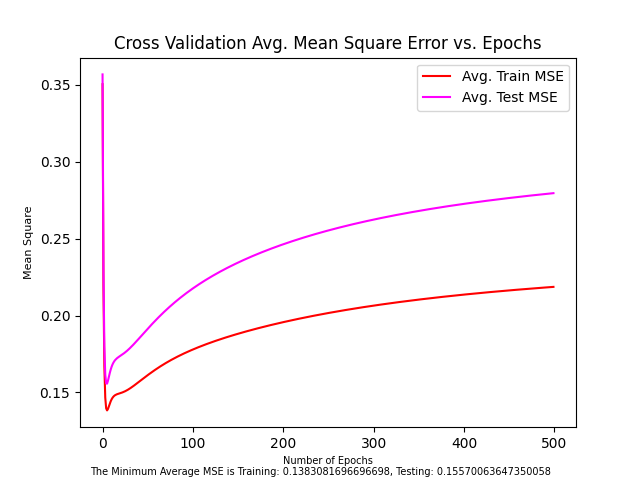 Cross Validation Avg. Mean Square Error vs. Epochs
Avg. Train MSE
Avg. Test MSE
0.35
0.30
0.25
0.20
0.15
Mean Square
0 100 200 300 400 500
Number of Epochs
The Minimum Average MSE is Training: 0.1383081696696698, Testing: 0.15570063647350058